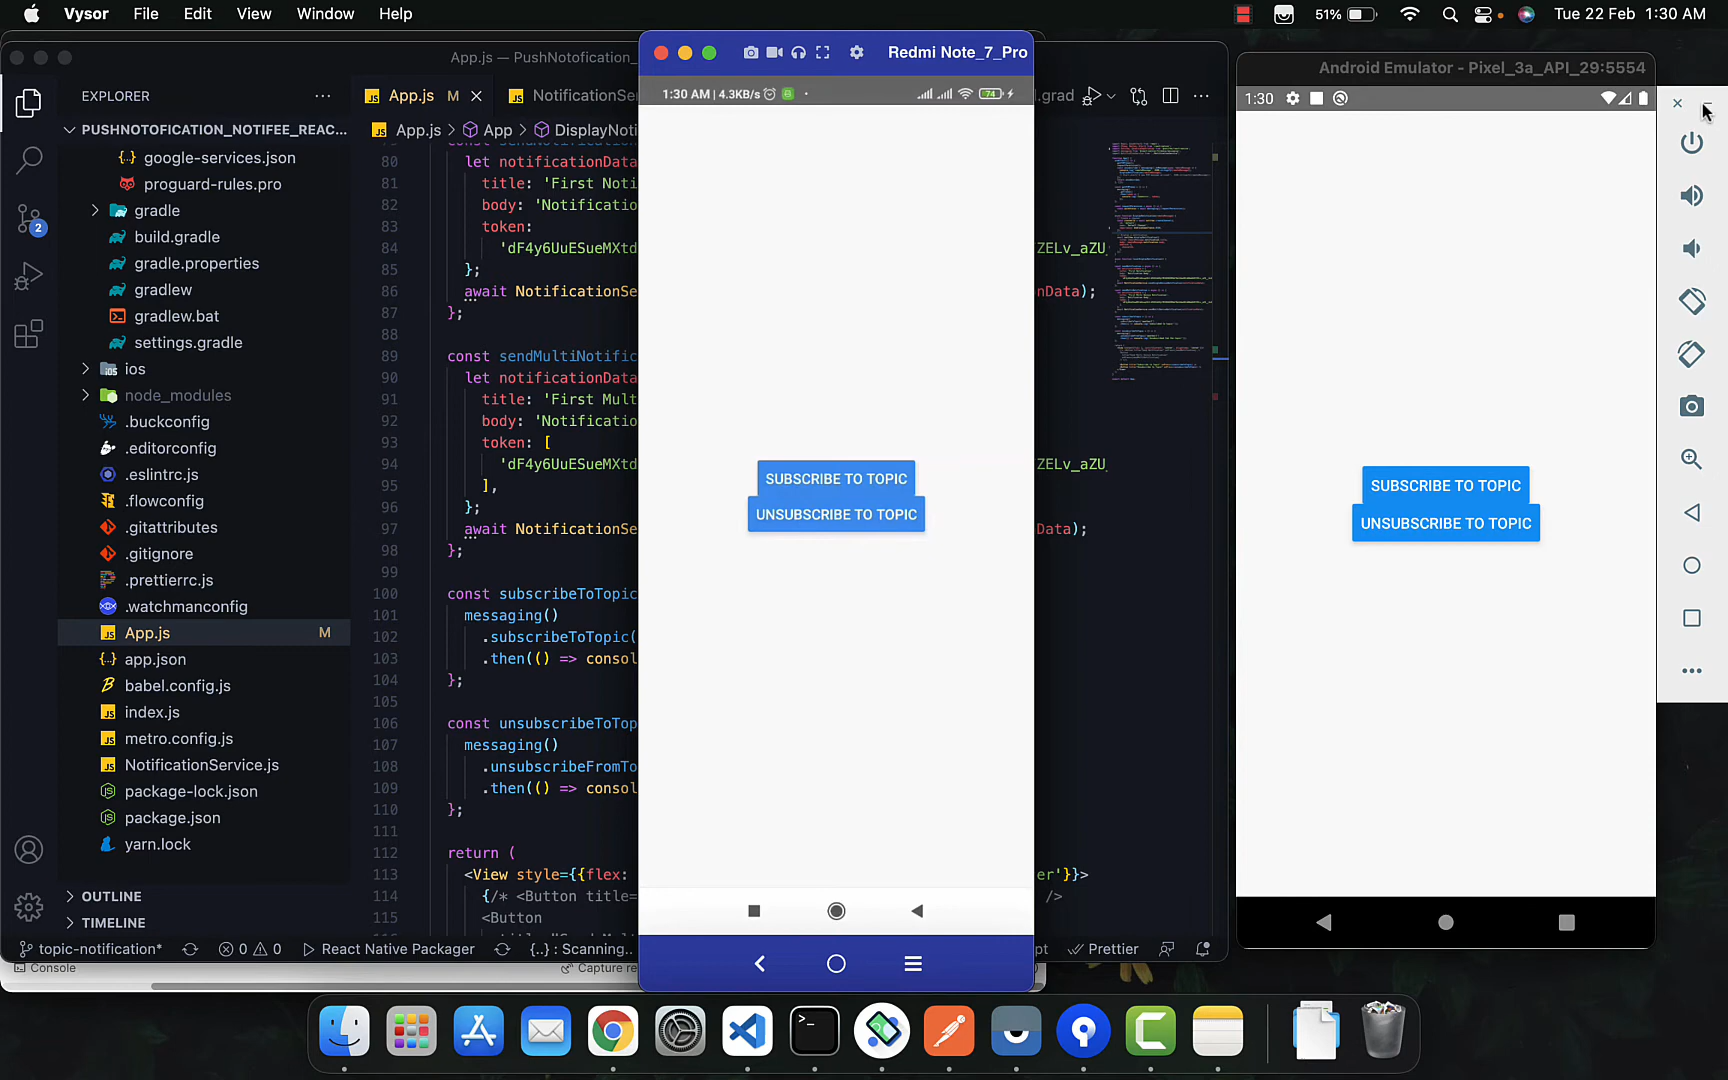 Vysor File Edit View Window Help
51%
Tue 22 Feb 1:30 AM
App.js — PushNotofication_
EXPLORER
PUSHNOTOFICATION_NOTIFEE_REAC...
google-services.json
proguard-rules.pro
gradle
build.gradle
gradle.properties
gradlew
gradlew.bat
settings.gradle
ios
node_modules
.buckconfig
.editorconfig
.eslintrc.js
.flowconfig
.gitattributes
.gitignore
.prettierrc.js
.watchmanconfig
App.js M
app.json
babel.config.js
index.js
metro.config.js
NotificationService.js
package-lock.json
package.json
yarn.lock
OUTLINE
TIMELINE
2
topic-notification* 0 0 React Native Packager {..} : Scanning.. pt Prettier
App.js M NotificationSe .grad
App.js > App > DisplayNoti
80 let notificationData
81 title: 'First Noti
82 body: 'Notification
83 token:
84 'dF4y6UuESueMXtd ZELv_aZU
85 };
86 await NotificationSe nData);
87 };
88
89 const sendMultiNotific
90 let notificationData
91 title: 'First Mult
92 body: 'Notificatio
93 token: [
94 'dF4y6UuESueMXtd ZELv_aZU
95 ],
96 };
97 await NotificationSe Data);
98 };
99
100 const subscribeToTopic
101 messaging()
102 .subscribeToTopic(
103 .then(() => consol
104 };
105
106 const unsubscribeToTop
107 messaging()
108 .unsubscribeFromTo
109 .then(() => consol
110 };
111
112 return (
113 <View style={{flex: er'}}>
114 {/* <Button title= />
115 <Button
Console
Capture re
Redmi Note_7_Pro
1:30 AM | 4.3KB/s
74
SUBSCRIBE TO TOPIC
UNSUBSCRIBE TO TOPIC
Android Emulator - Pixel_3a_API_29:5554
1:30
SUBSCRIBE TO TOPIC
UNSUBSCRIBE TO TOPIC